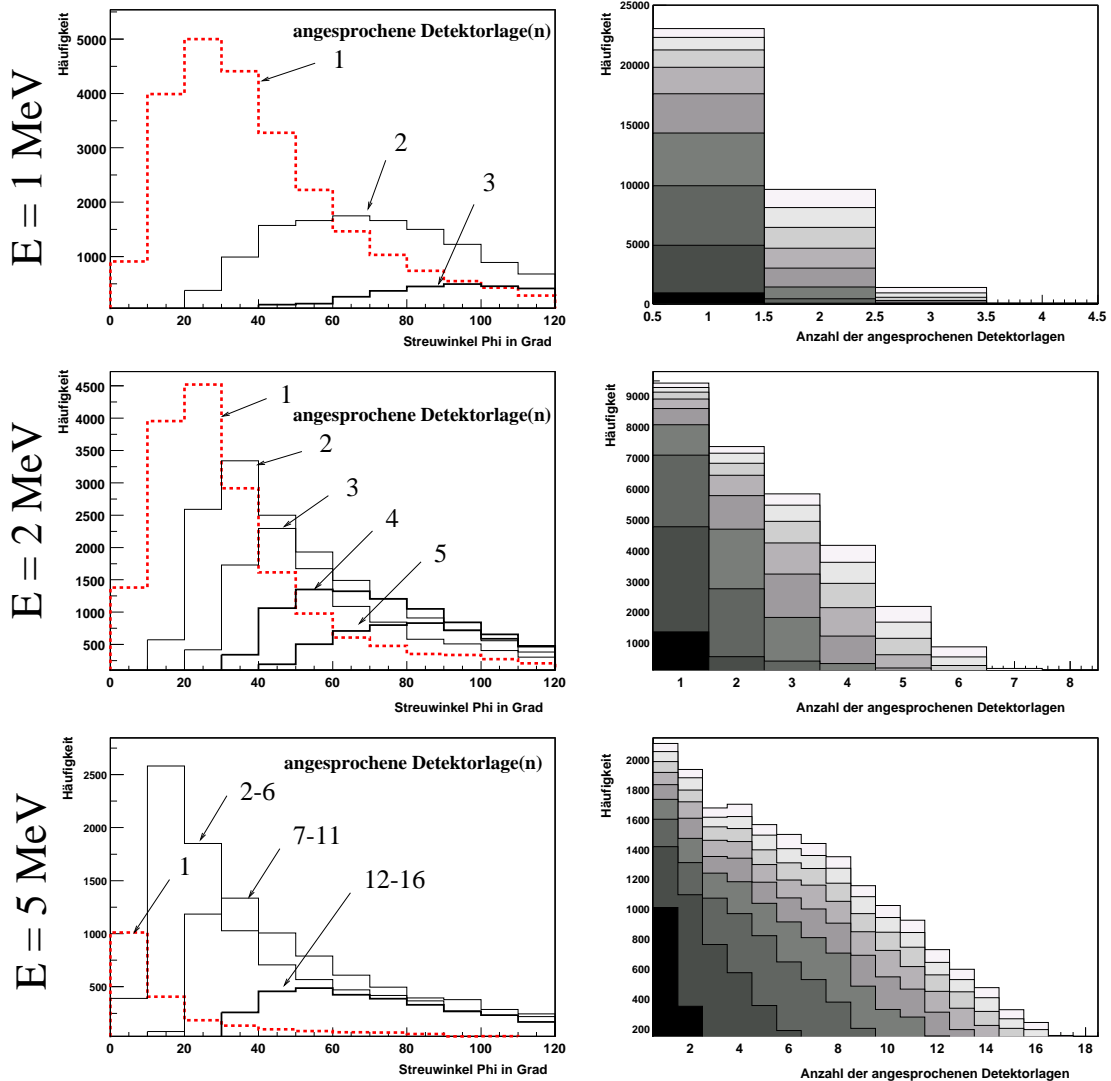 E = 1 MeV
Häufigkeit
angesprochene Detektorlage(n)
1
2
3
5000
4000
3000
2000
1000
0 20 40 60 80 100 120
Streuwinkel Phi in Grad
Häufigkeit
25000
20000
15000
10000
5000
0
0.5 1 1.5 2 2.5 3 3.5 4 4.5
Anzahl der angesprochenen Detektorlagen
E = 2 MeV
Häufigkeit
angesprochene Detektorlage(n)
1
2
3
4
5
4500
4000
3500
3000
2500
2000
1500
1000
500
0 20 40 60 80 100 120
Streuwinkel Phi in Grad
Häufigkeit
9000
8000
7000
6000
5000
4000
3000
2000
1000
1 2 3 4 5 6 7 8
Anzahl der angesprochenen Detektorlagen
E = 5 MeV
Häufigkeit
angesprochene Detektorlage(n)
2-6
7-11
1
12-16
2500
2000
1500
1000
500
0 20 40 60 80 100 120
Streuwinkel Phi in Grad
Häufigkeit
2000
1800
1600
1400
1200
1000
800
600
400
200
2 4 6 8 10 12 14 16 18
Anzahl der angesprochenen Detektorlagen